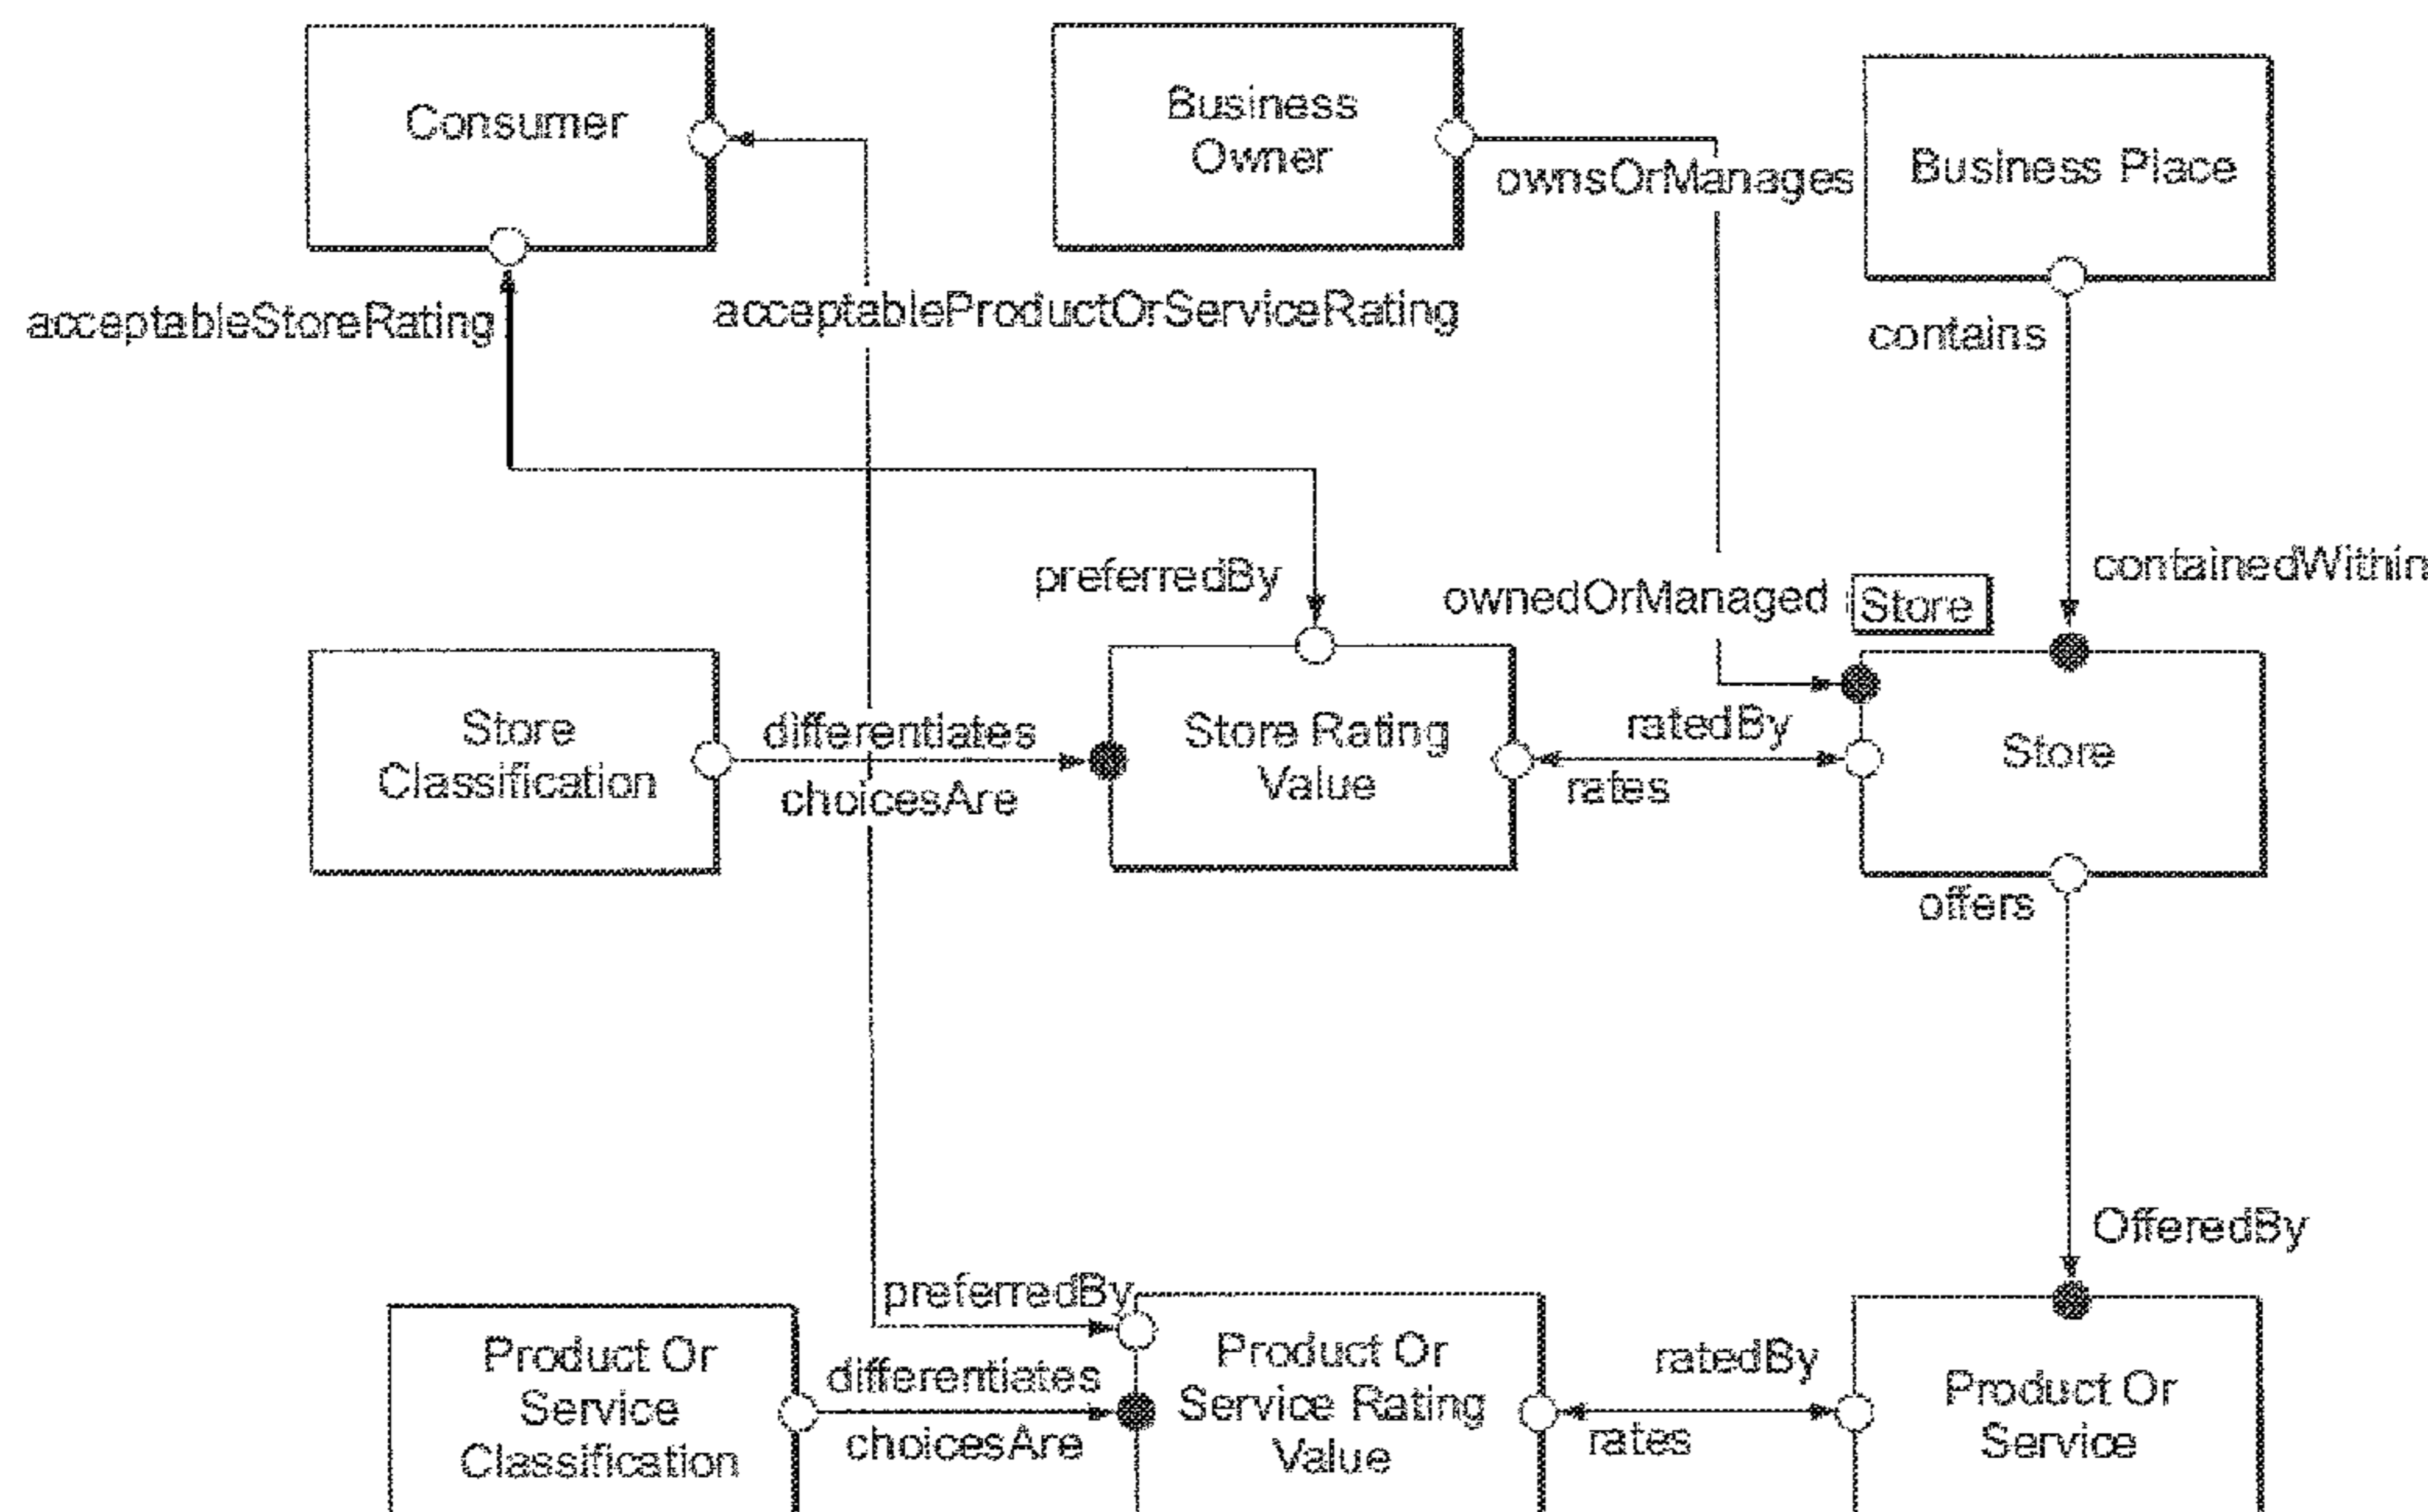 Consumer
Business
Owner
ownsOrManages
Business Place
acceptableStoreRating
acceptableProductOrServiceRating
contains
preferredBy
ownedOrManaged
Store
containedWithin
Store
Classification
differentiates
choicesAre
Store Rating
Value
ratedBy
rates
Store
offers
OfferedBy
preferredBy
Product Or
Service
Classification
differentiates
choicesAre
Product Or
Service Rating
Value
ratedBy
rates
Product Or
Service